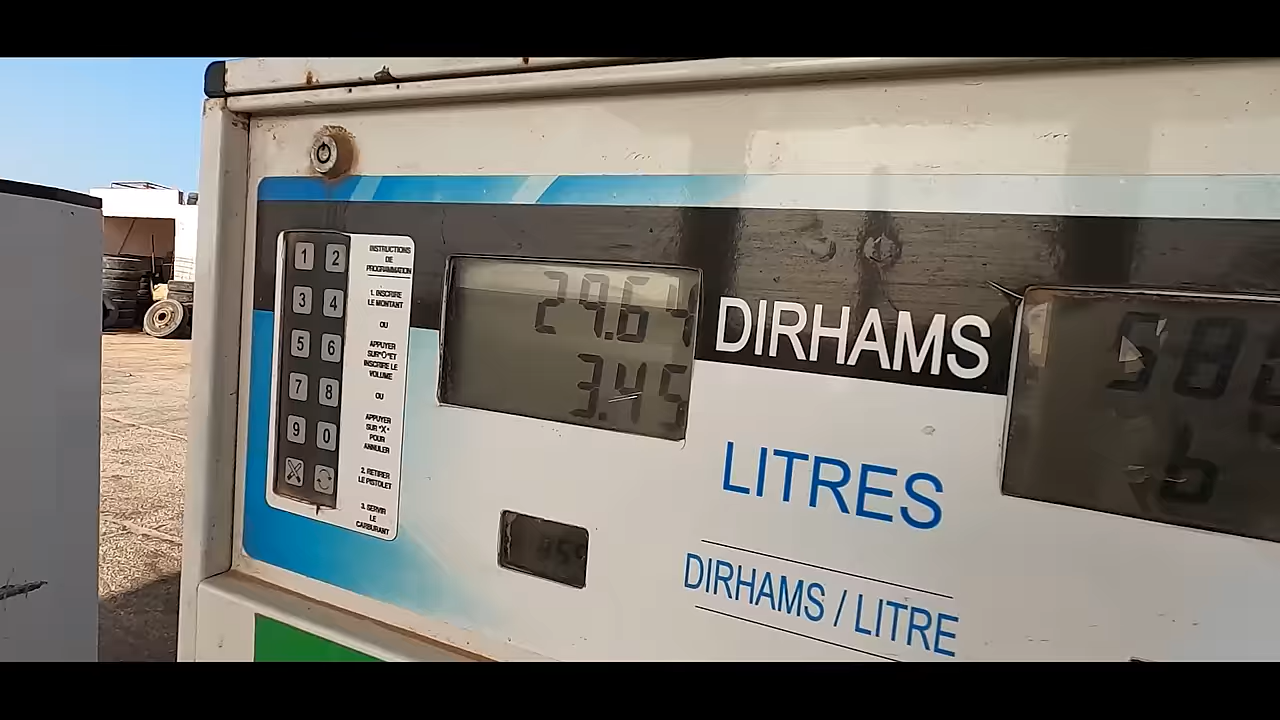 1 2
3 4
5 6
7 8
9 0
INSTRUCTIONS
DE
PROGRAMMATION
1. INSCRIRE
LE MONTANT
OU
APPUYER
SUR"O"ET
INSCRIRE LE
VOLUME
OU
APPUYER
SUR "X"
POUR
ANNULER
2. RETIRER
LE PISTOLET
3. SERVIR
LE
CARBURANT
29.64
3.45
DIRHAMS
LITRES
DIRHAMS / LITRE